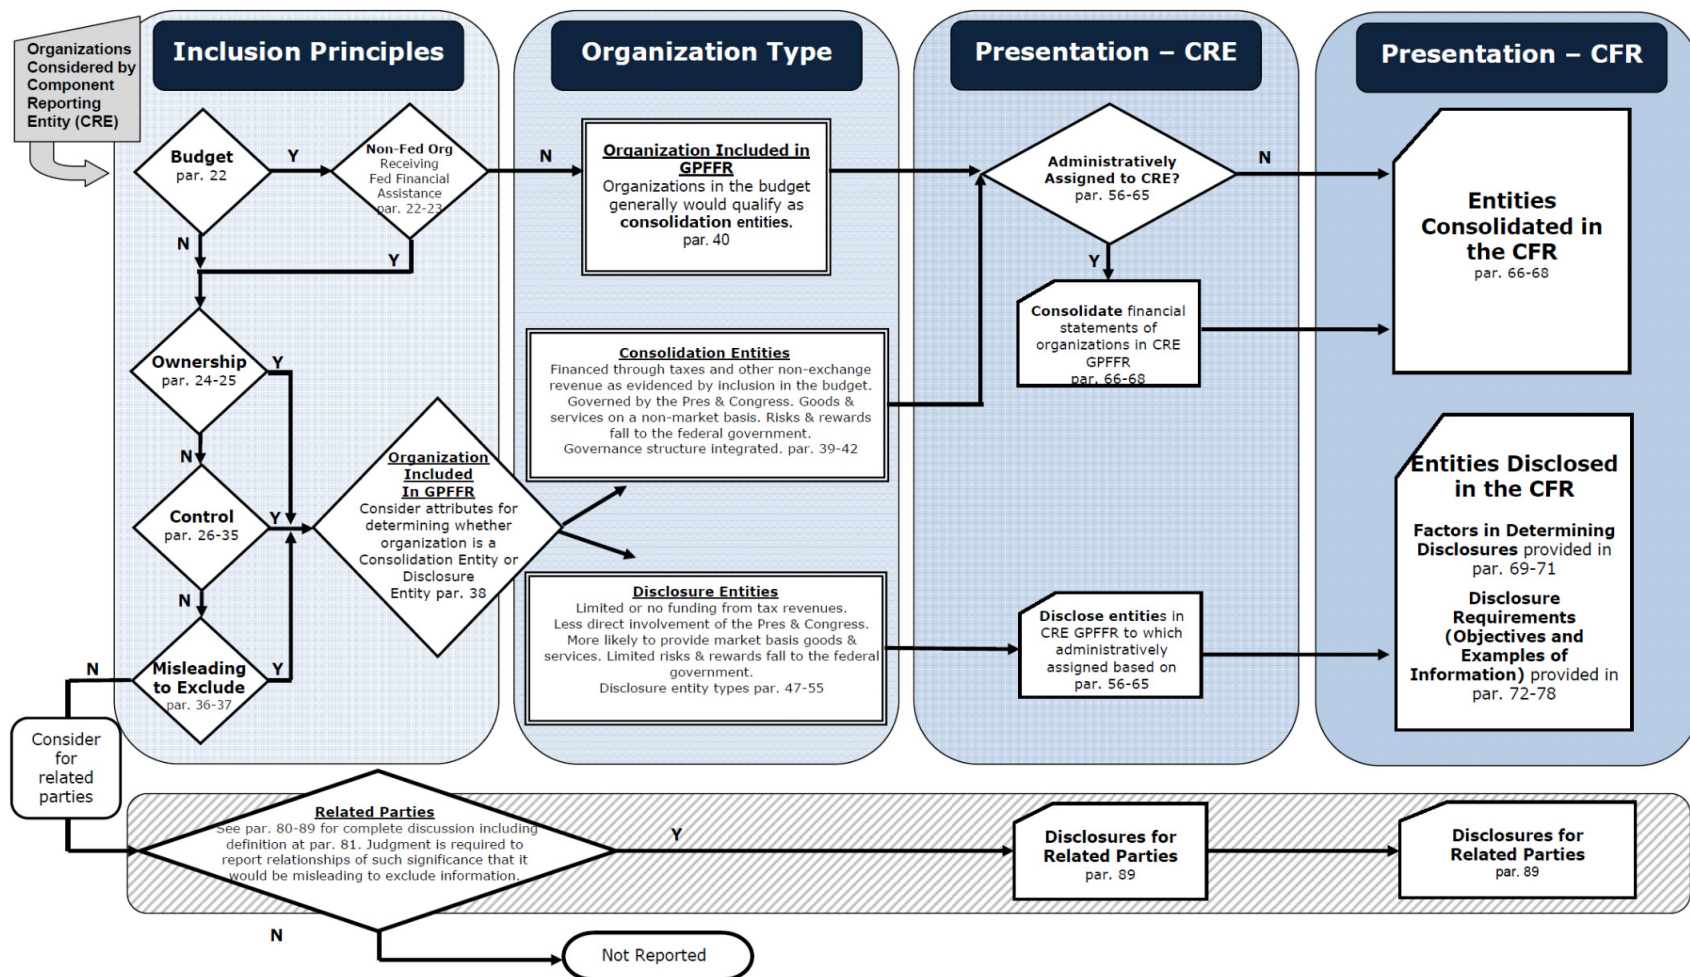 Organizations
Considered by
Component
Reporting
Entity (CRE)
Inclusion Principles
Budget
par. 22
Y
Non-Fed Org
Receiving
Fed Financial
Assistance
par. 22-23
N
N
Y
Ownership
par. 24-25
Y
N
Control
par. 26-35
Y
N
Misleading
to Exclude
par. 36-37
Y
N
Consider
for
related
parties
Organization
Included
In GPFFR
Consider attributes for
determining whether
organization is a
Consolidation Entity or
Disclosure
Entity par. 38
Organization Type
Organization Included in
GPFFR
Organizations in the budget
generally would qualify as
consolidation entities.
par. 40
Consolidation Entities
Financed through taxes and other non-exchange
revenue as evidenced by inclusion in the budget.
Governed by the Pres & Congress. Goods &
services on a non-market basis. Risks & rewards
fall to the federal government.
Governance structure integrated. par. 39-42
Disclosure Entities
Limited or no funding from tax revenues.
Less direct involvement of the Pres & Congress.
More likely to provide market basis goods &
services. Limited risks & rewards fall to the federal
government.
Disclosure entity types par. 47-55
Presentation – CRE
Administratively
Assigned to CRE?
par. 56-65
N
Y
Consolidate financial
statements of
organizations in CRE
GPFFR
par. 66-68
Disclose entities in
CRE GPFFR to which
administratively
assigned based on
par. 56-65
Presentation – CFR
Entities
Consolidated in
the CFR
par. 66-68
Entities Disclosed
in the CFR
Factors in Determining
Disclosures provided in
par. 69-71
Disclosure
Requirements
(Objectives and
Examples of
Information) provided in
par. 72-78
Related Parties
See par. 80-89 for complete discussion including
definition at par. 81. Judgment is required to
report relationships of such significance that it
would be misleading to exclude information.
Y
Disclosures for
Related Parties
par. 89
Disclosures for
Related Parties
par. 89
N
Not Reported